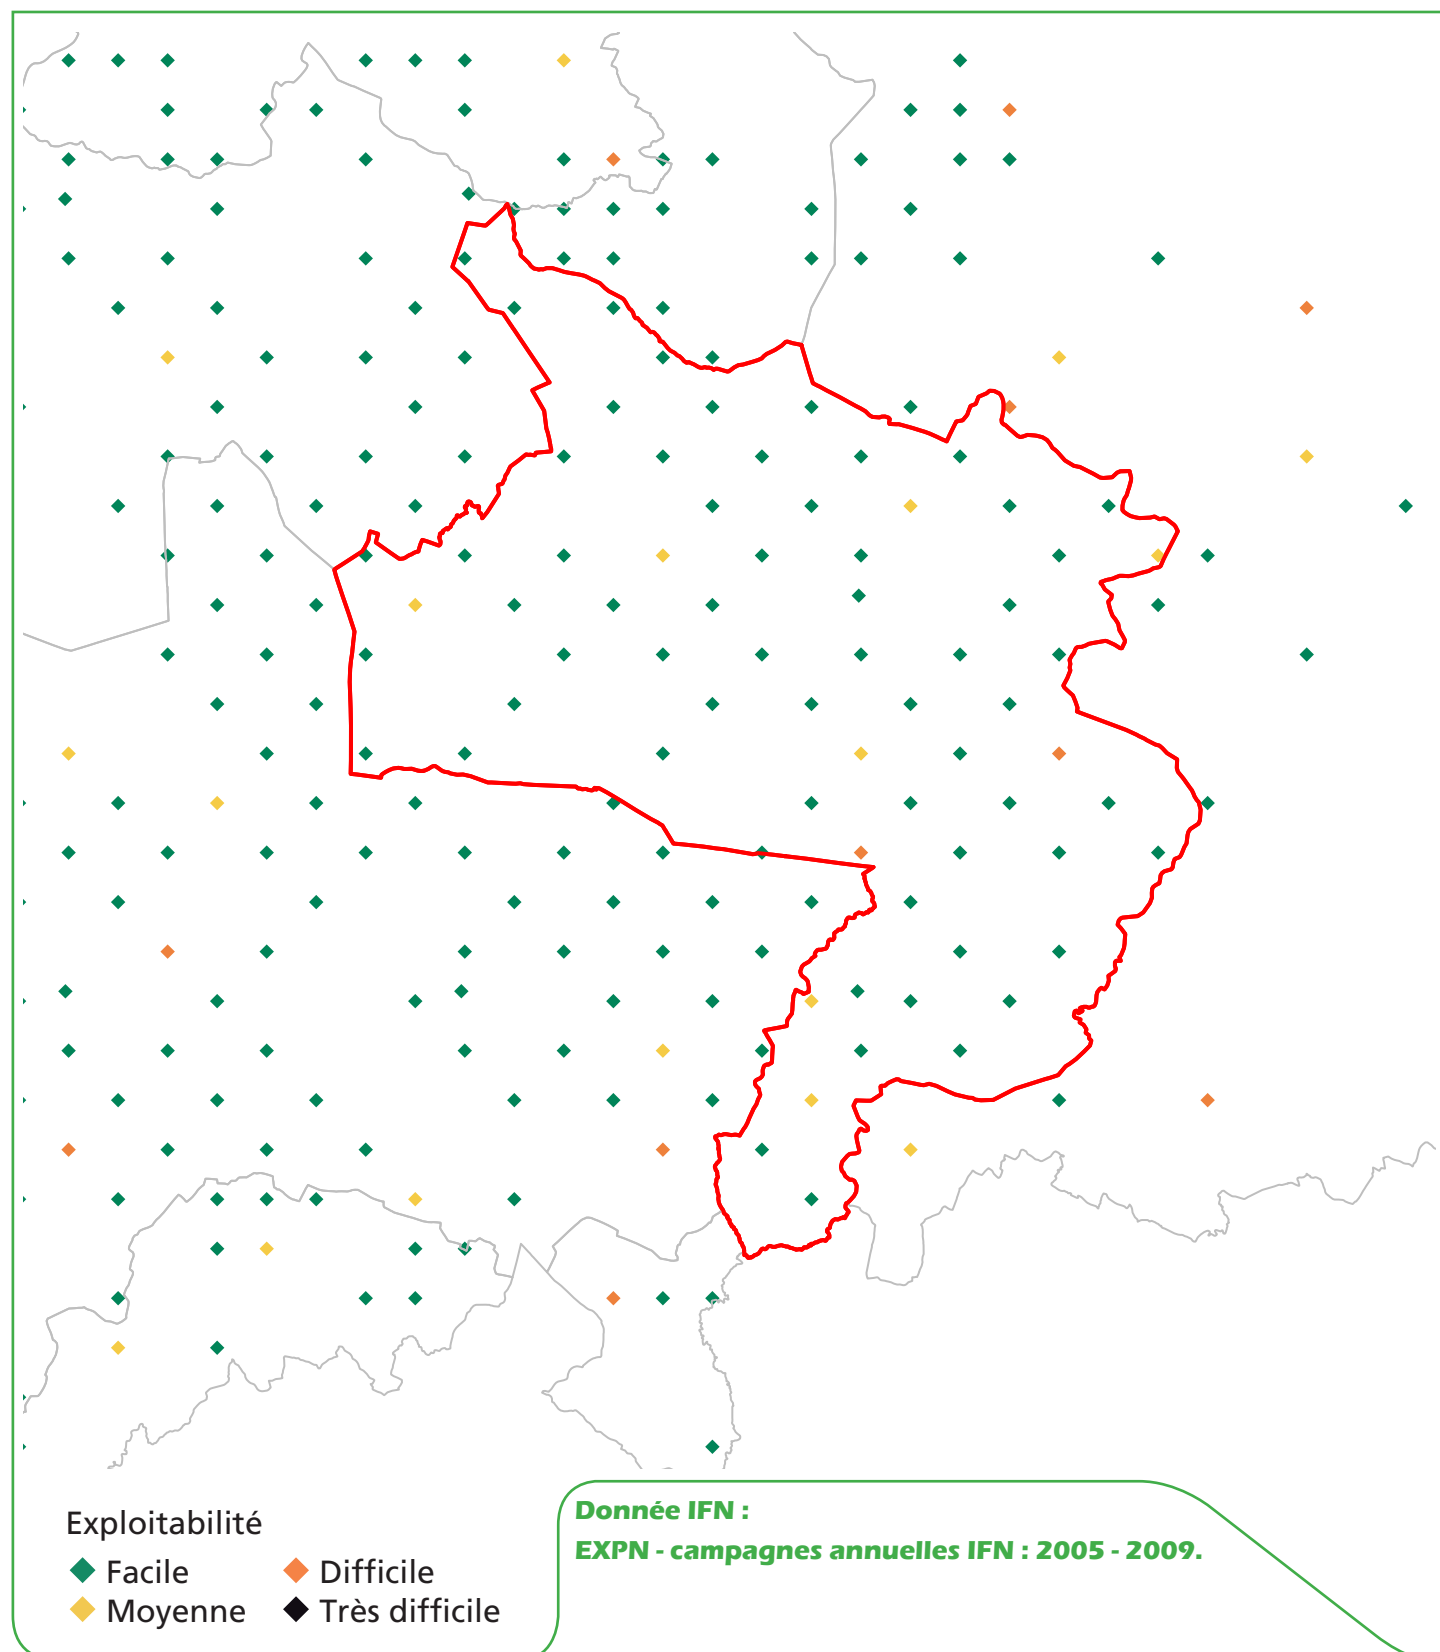 Exploitabilité
Facile
Difficile
Moyenne
Très difficile
Donnée IFN :
EXPN - campagnes annuelles IFN : 2005 - 2009.